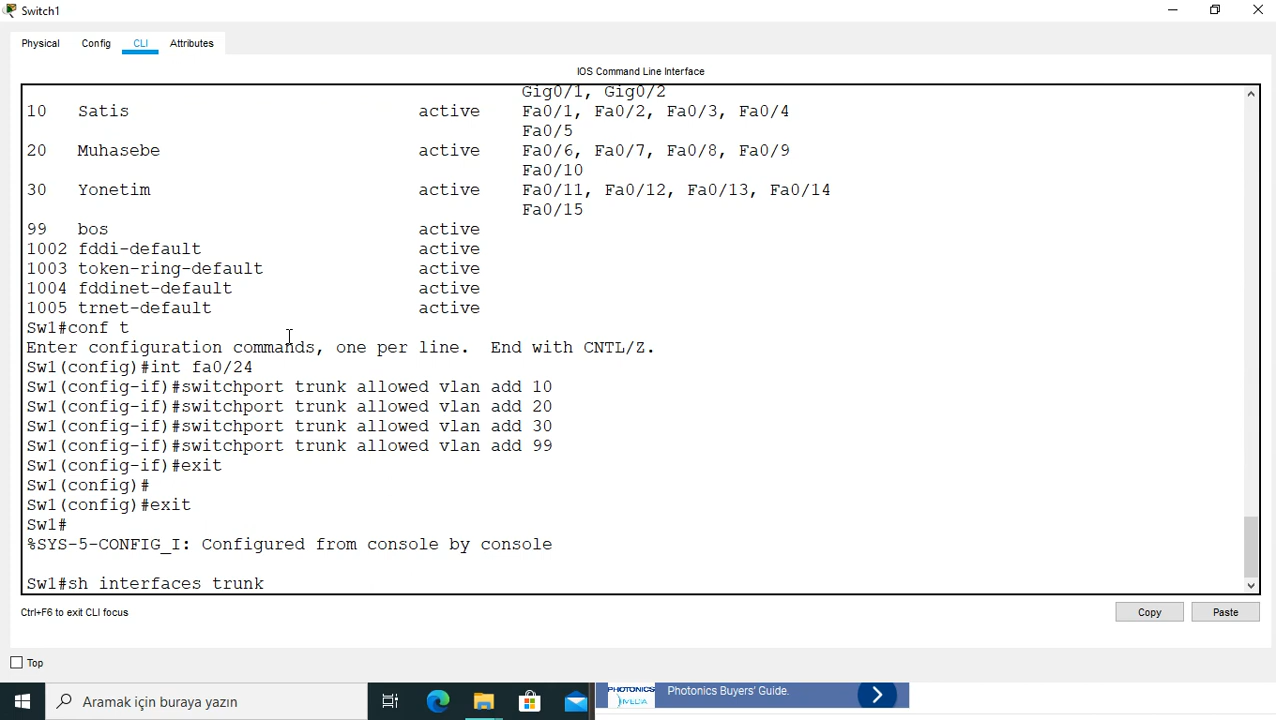 Switch1
Physical Config CLI Attributes
IOS Command Line Interface
Gig0/1, Gig0/2
10 Satis active Fa0/1, Fa0/2, Fa0/3, Fa0/4
Fa0/5
20 Muhasebe active Fa0/6, Fa0/7, Fa0/8, Fa0/9
Fa0/10
30 Yonetim active Fa0/11, Fa0/12, Fa0/13, Fa0/14
Fa0/15
99 bos active
1002 fddi-default active
1003 token-ring-default active
1004 fddinet-default active
1005 trnet-default active
Sw1#conf t
Enter configuration commands, one per line. End with CNTL/Z.
Sw1(config)#int fa0/24
Sw1(config-if)#switchport trunk allowed vlan add 10
Sw1(config-if)#switchport trunk allowed vlan add 20
Sw1(config-if)#switchport trunk allowed vlan add 30
Sw1(config-if)#switchport trunk allowed vlan add 99
Sw1(config-if)#exit
Sw1(config)#
Sw1(config)#exit
Sw1#
%SYS-5-CONFIG_I: Configured from console by console
Sw1#sh interfaces trunk
Ctrl+F6 to exit CLI focus
Copy Paste
Top
Aramak için buraya yazın
PHOTONICS
MEDIA
Photonics Buyers' Guide.